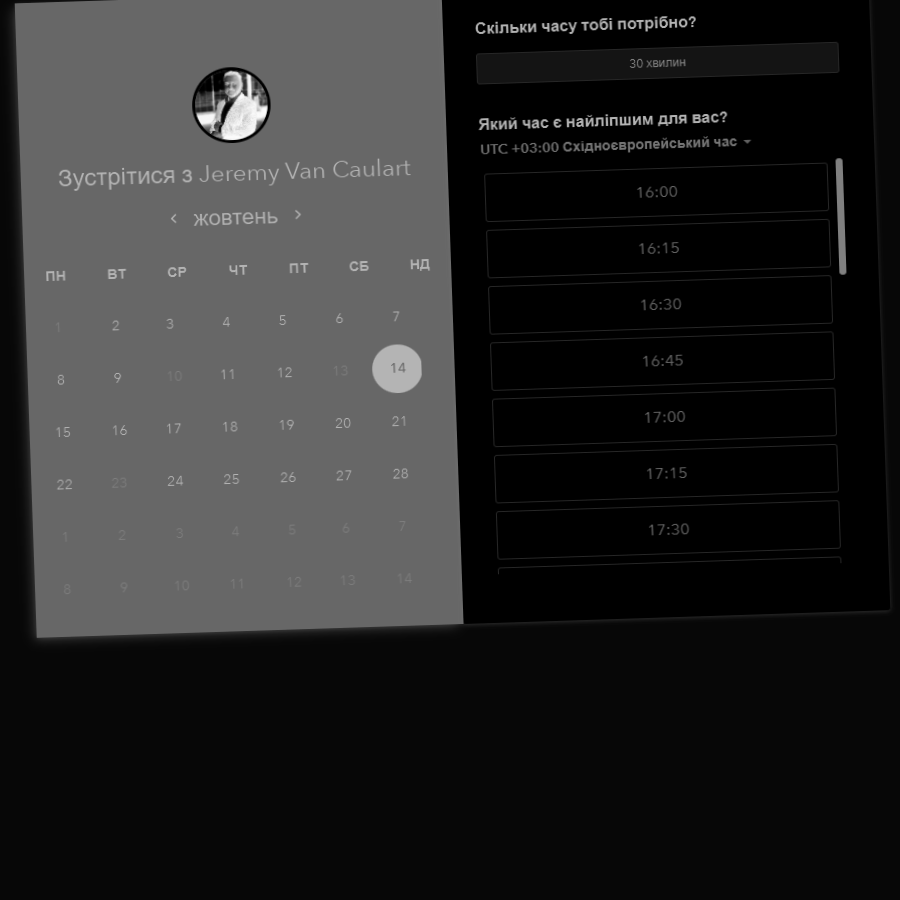 Зустрітися з Jeremy Van Caulart
жовтень
ПН ВТ СР ЧТ ПТ СБ НД
1 2 3 4 5 6 7
8 9 10 11 12 13 14
15 16 17 18 19 20 21
22 23 24 25 26 27 28
1 2 3 4 5 6 7
8 9 10 11 12 13 14
Скільки часу тобі потрібно?
30 хвилин
Який час є найліпшим для вас?
UTC +03:00 Східноєвропейський час
16:00
16:15
16:30
16:45
17:00
17:15
17:30